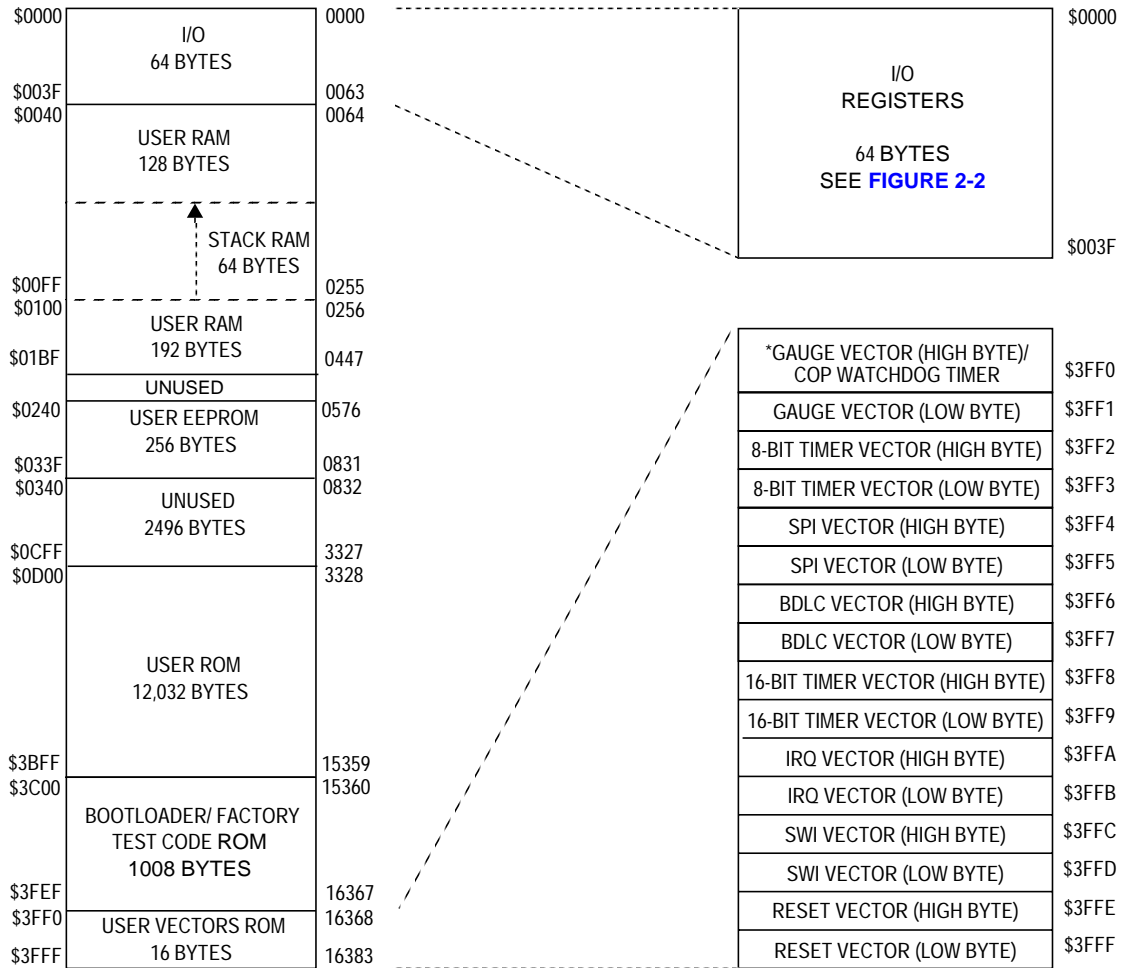 $0000
I/O
64 BYTES
0000
$003F
0063
$0040
0064
USER RAM
128 BYTES
STACK RAM
64 BYTES
$00FF
0255
$0100
0256
USER RAM
192 BYTES
$01BF
0447
UNUSED
$0240
0576
USER EEPROM
256 BYTES
$033F
0831
$0340
0832
UNUSED
2496 BYTES
$0CFF
3327
$0D00
3328
USER ROM
12,032 BYTES
$3BFF
15359
$3C00
15360
BOOTLOADER/ FACTORY
TEST CODE ROM
1008 BYTES
$3FEF
16367
$3FF0
16368
USER VECTORS ROM
16 BYTES
$3FFF
16383
$0000
I/O
REGISTERS
64 BYTES
SEE FIGURE 2-2
$003F
*GAUGE VECTOR (HIGH BYTE)/
COP WATCHDOG TIMER
$3FF0
GAUGE VECTOR (LOW BYTE) $3FF1
8-BIT TIMER VECTOR (HIGH BYTE) $3FF2
8-BIT TIMER VECTOR (LOW BYTE) $3FF3
SPI VECTOR (HIGH BYTE) $3FF4
SPI VECTOR (LOW BYTE) $3FF5
BDLC VECTOR (HIGH BYTE) $3FF6
BDLC VECTOR (LOW BYTE) $3FF7
16-BIT TIMER VECTOR (HIGH BYTE) $3FF8
16-BIT TIMER VECTOR (LOW BYTE) $3FF9
IRQ VECTOR (HIGH BYTE) $3FFA
IRQ VECTOR (LOW BYTE) $3FFB
SWI VECTOR (HIGH BYTE) $3FFC
SWI VECTOR (LOW BYTE) $3FFD
RESET VECTOR (HIGH BYTE) $3FFE
RESET VECTOR (LOW BYTE) $3FFF